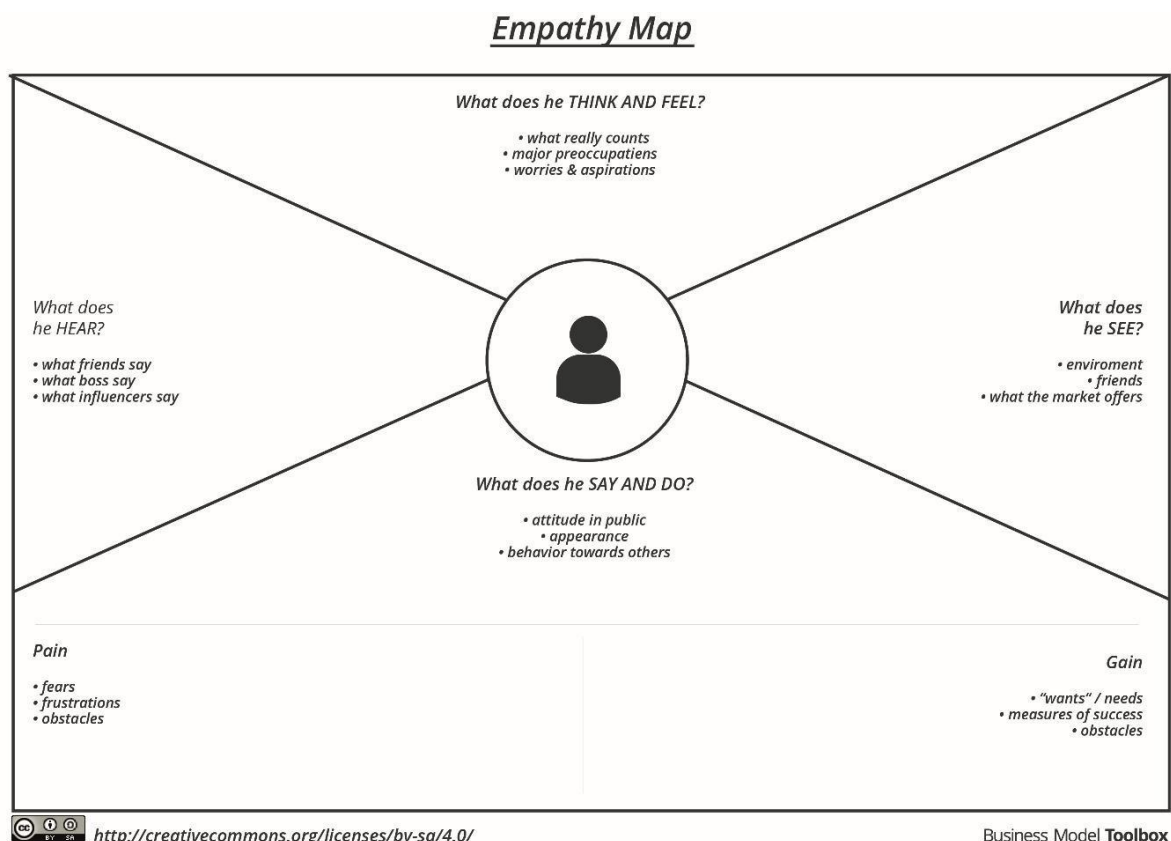 Empathy Map
What does he THINK AND FEEL?
• what really counts
• major preoccupatiens
• worries & aspirations
What does
he HEAR?
• what friends say
• what boss say
• what influencers say
What does
he SEE?
• enviroment
• friends
• what the market offers
What does he SAY AND DO?
• attitude in public
• appearance
• behavior towards others
Pain
• fears
• frustrations
• obstacles
Gain
• “wants” / needs
• measures of success
• obstacles
cc BY SA
http://creativecommons.org/licenses/by-sa/4.0/
Business Model Toolbox